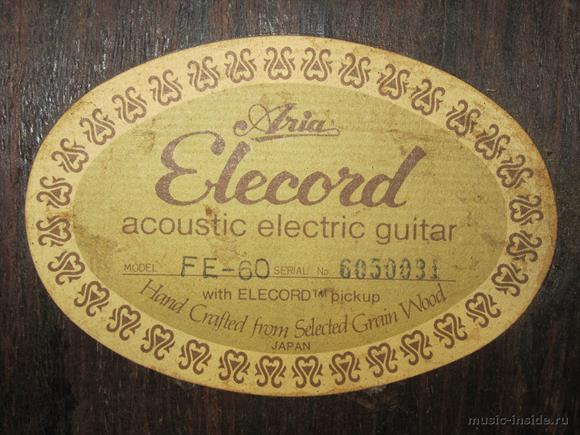 Aria
Elecord
acoustic electric guitar
MODEL FE-60 SERIAL No. 6050031
with ELECORD™ pickup
Hand Crafted from Selected Grain Wood
JAPAN
music-inside.ru